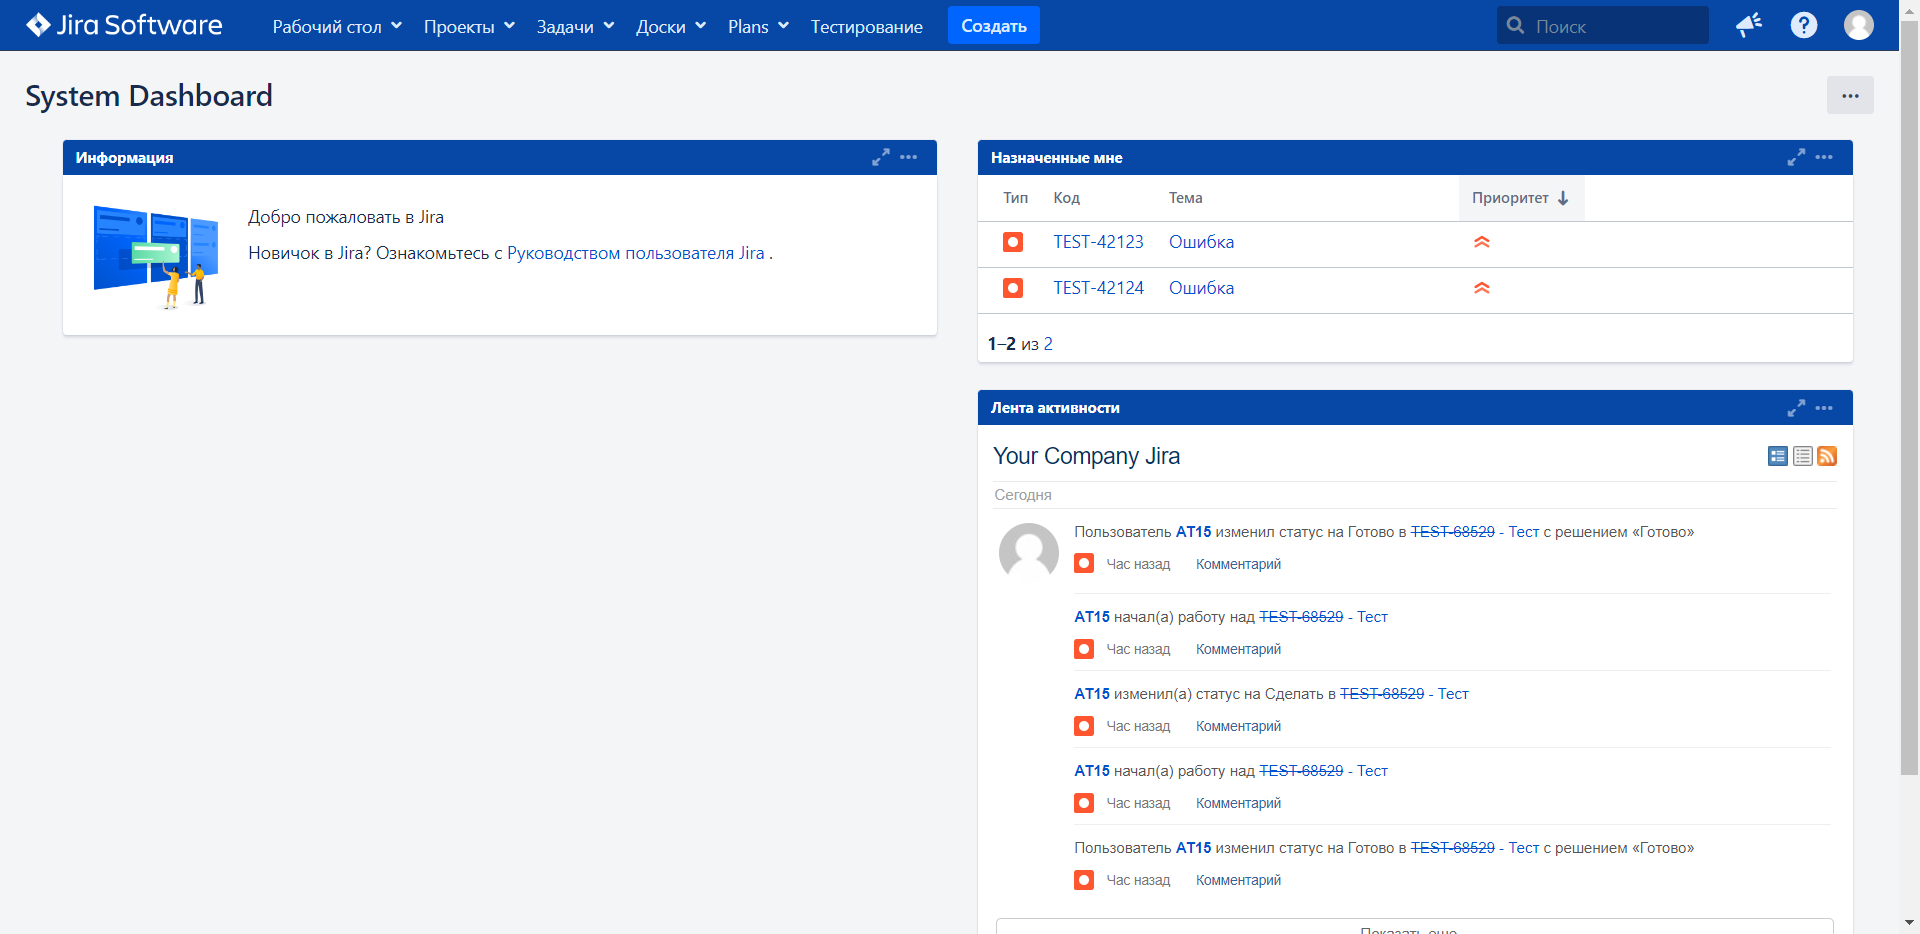 Jira Software
Рабочий стол Проекты Задачи Доски Plans Тестирование Создать Поиск
System Dashboard
Информация
Добро пожаловать в Jira
Новичок в Jira? Ознакомьтесь с Руководством пользователя Jira .
Назначенные мне
Тип Код Тема Приоритет
TEST-42123 Ошибка
TEST-42124 Ошибка
1–2 из 2
Лента активности
Your Company Jira
Сегодня
Пользователь AT15 изменил статус на Готово в TEST-68529 - Тест с решением «Готово»
Час назад Комментарий
AT15 начал(а) работу над TEST-68529 - Тест
Час назад Комментарий
AT15 изменил(а) статус на Сделать в TEST-68529 - Тест
Час назад Комментарий
AT15 начал(а) работу над TEST-68529 - Тест
Час назад Комментарий
Пользователь AT15 изменил статус на Готово в TEST-68529 - Тест с решением «Готово»
Час назад Комментарий
Показать еще